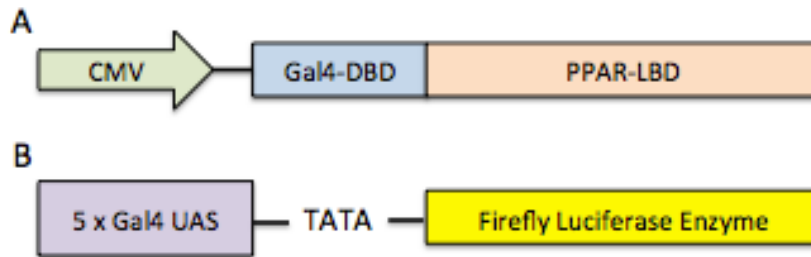 A
CMV Gal4-DBD PPAR-LBD
B
5 x Gal4 UAS TATA Firefly Luciferase Enzyme